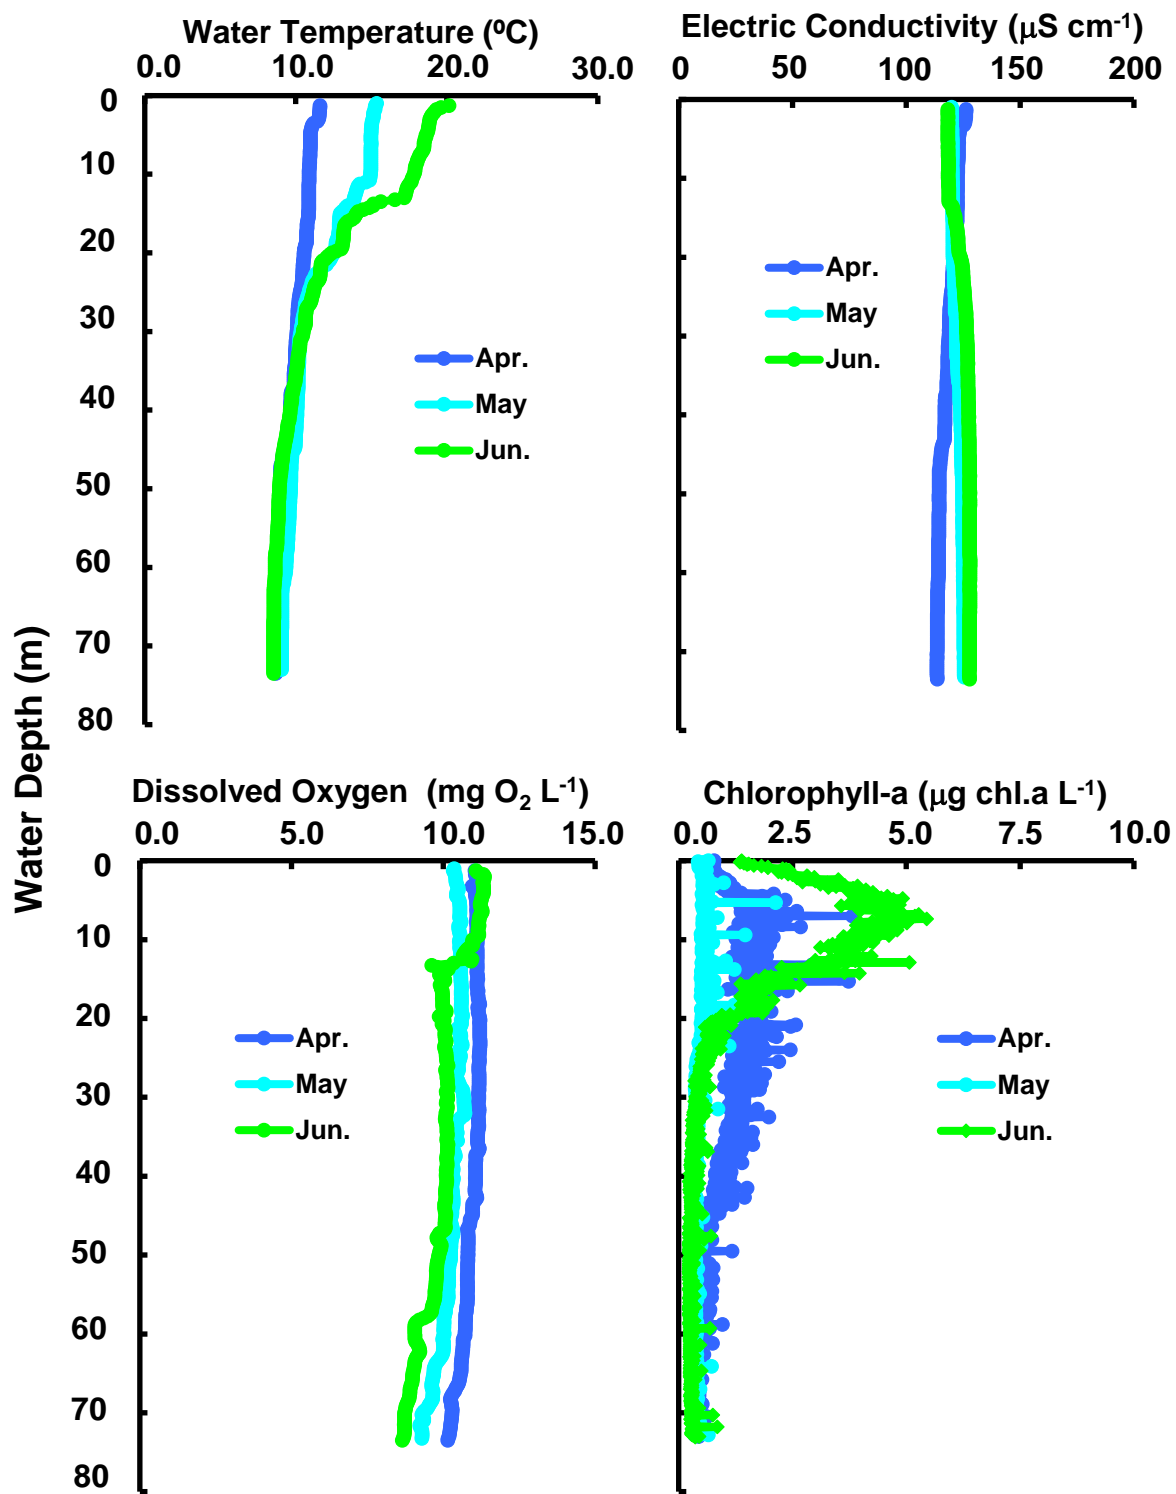 Water Temperature (⁰C)
0.0 10.0 20.0 30.0
0
10
20
30
40
50
60
70
80
Apr.
May
Jun.
Electric Conductivity (μS cm⁻¹)
0 50 100 150 200
Apr.
May
Jun.
Water Depth (m)
Dissolved Oxygen (mg O₂ L⁻¹)
0.0 5.0 10.0 15.0
0
10
20
30
40
50
60
70
80
Apr.
May
Jun.
Chlorophyll-a (μg chl.a L⁻¹)
0.0 2.5 5.0 7.5 10.0
Apr.
May
Jun.